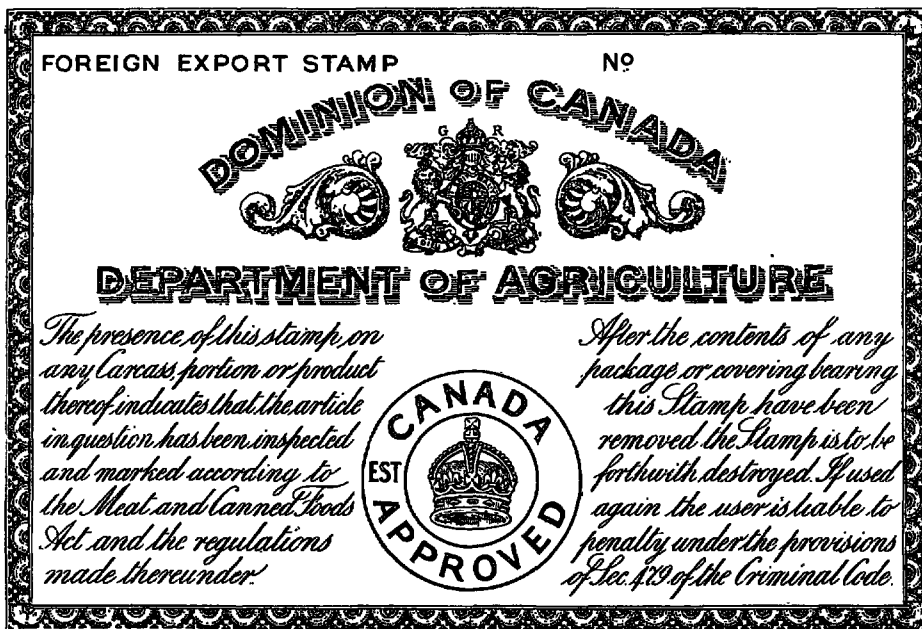 FOREIGN EXPORT STAMP Nº
DOMINION OF CANADA
G R
DEPARTMENT OF AGRICULTURE
The presence of this stamp on
any Carcass, portion or product
thereof indicates that the article
in question has been inspected
and marked according to
the Meat and Canned Foods
Act and the regulations
made thereunder.
CANADA
EST
APPROVED
After the contents of any
package or covering bearing
this Stamp have been
removed the Stamp is to be
forthwith destroyed. If used
again the user is liable to
penalty under the provisions
of Sec. 479 of the Criminal Code.